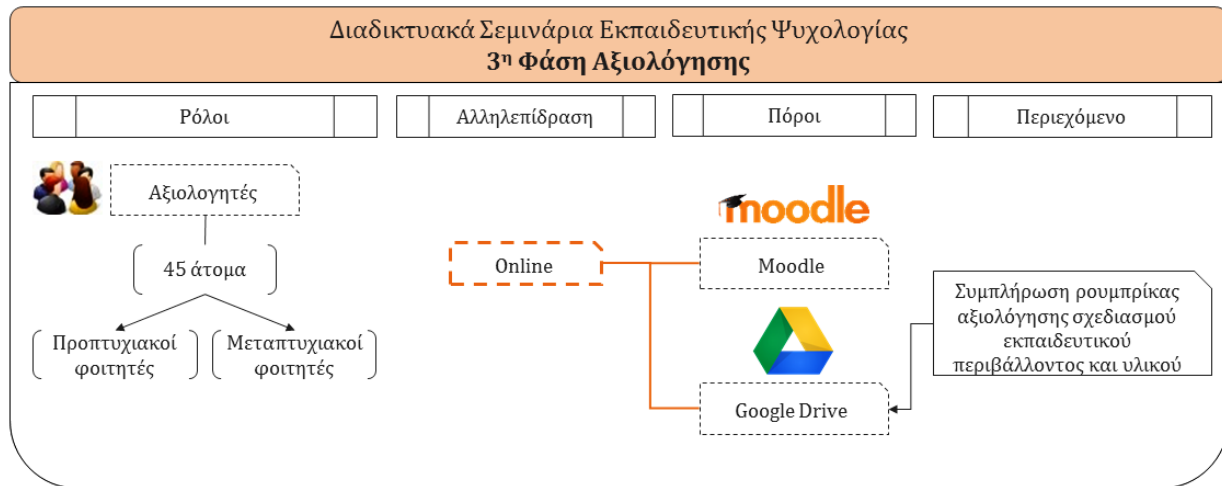 Διαδικτυακά Σεμινάρια Εκπαιδευτικής Ψυχολογίας
3η Φάση Αξιολόγησης
Ρόλοι
Αλληλεπίδραση
Πόροι
Περιεχόμενο
Αξιολογητές
45 άτομα
Προπτυχιακοί
φοιτητές
Μεταπτυχιακοί
φοιτητές
Online
moodle
Moodle
Google Drive
Συμπλήρωση ρουμπρίκας
αξιολόγησης σχεδιασμού
εκπαιδευτικού
περιβάλλοντος και υλικού